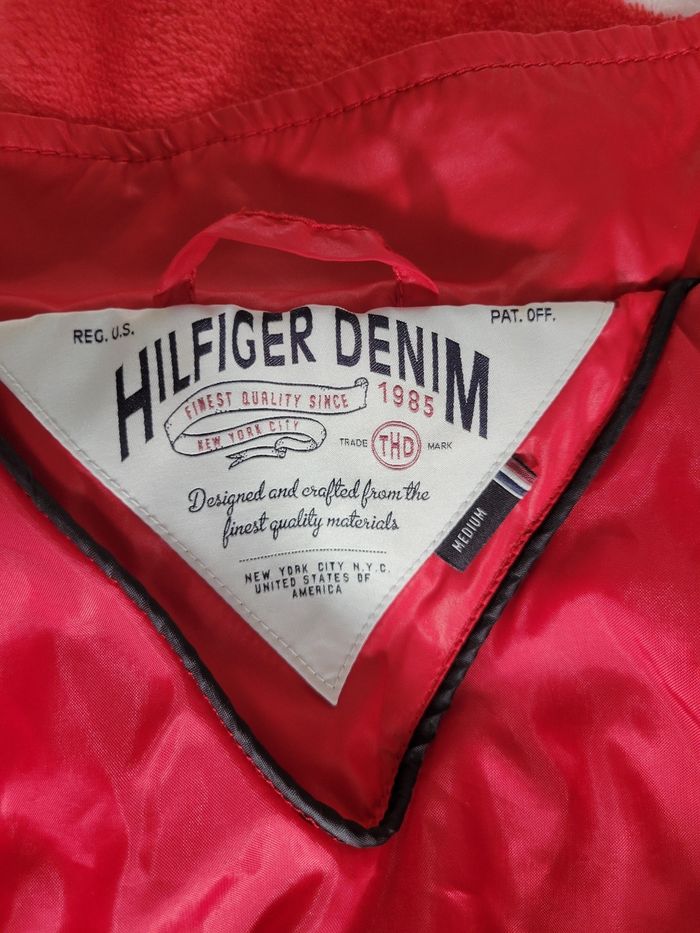 REG. U.S.
PAT. OFF.
HILFIGER DENIM
FINEST QUALITY SINCE
1985
NEW YORK CITY
TRADE THD MARK
Designed and crafted from the
finest quality materials
MEDIUM
NEW YORK CITY N.Y.C.
UNITED STATES OF
AMERICA